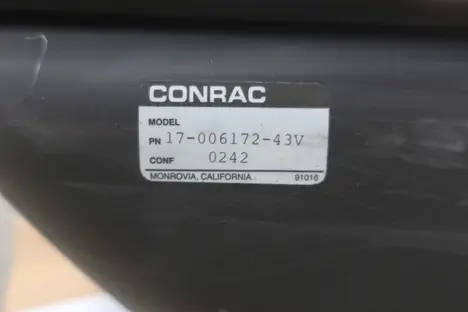 CONRAC
MODEL
PN 17-006172-43V
CONF 0242
MONROVIA, CALIFORNIA 91016